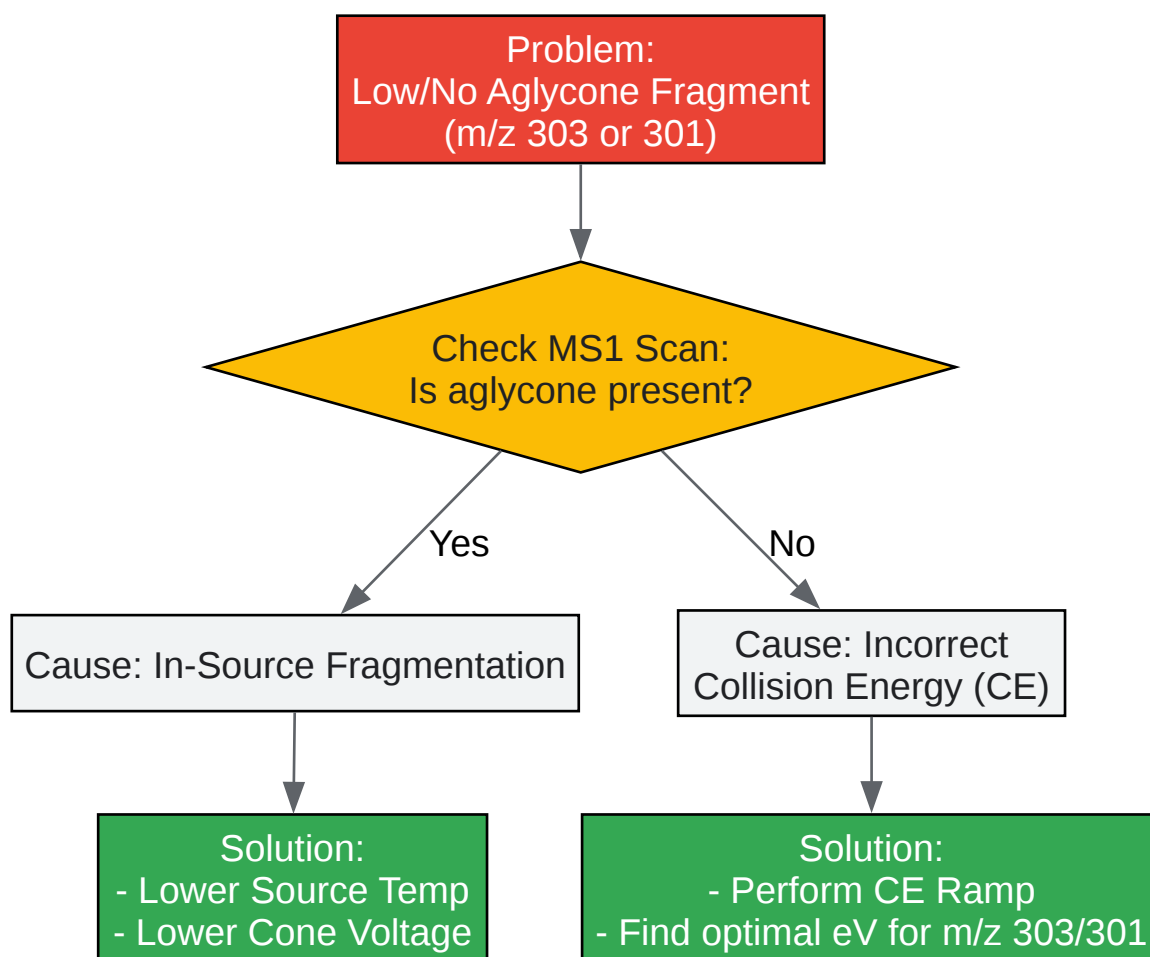 Problem:
Low/No Aglycone Fragment
(m/z 303 or 301)
Check MS1 Scan:
Is aglycone present?
Yes
No
Cause: In-Source Fragmentation
Cause: Incorrect
Collision Energy (CE)
Solution:
- Lower Source Temp
- Lower Cone Voltage
Solution:
- Perform CE Ramp
- Find optimal eV for m/z 303/301